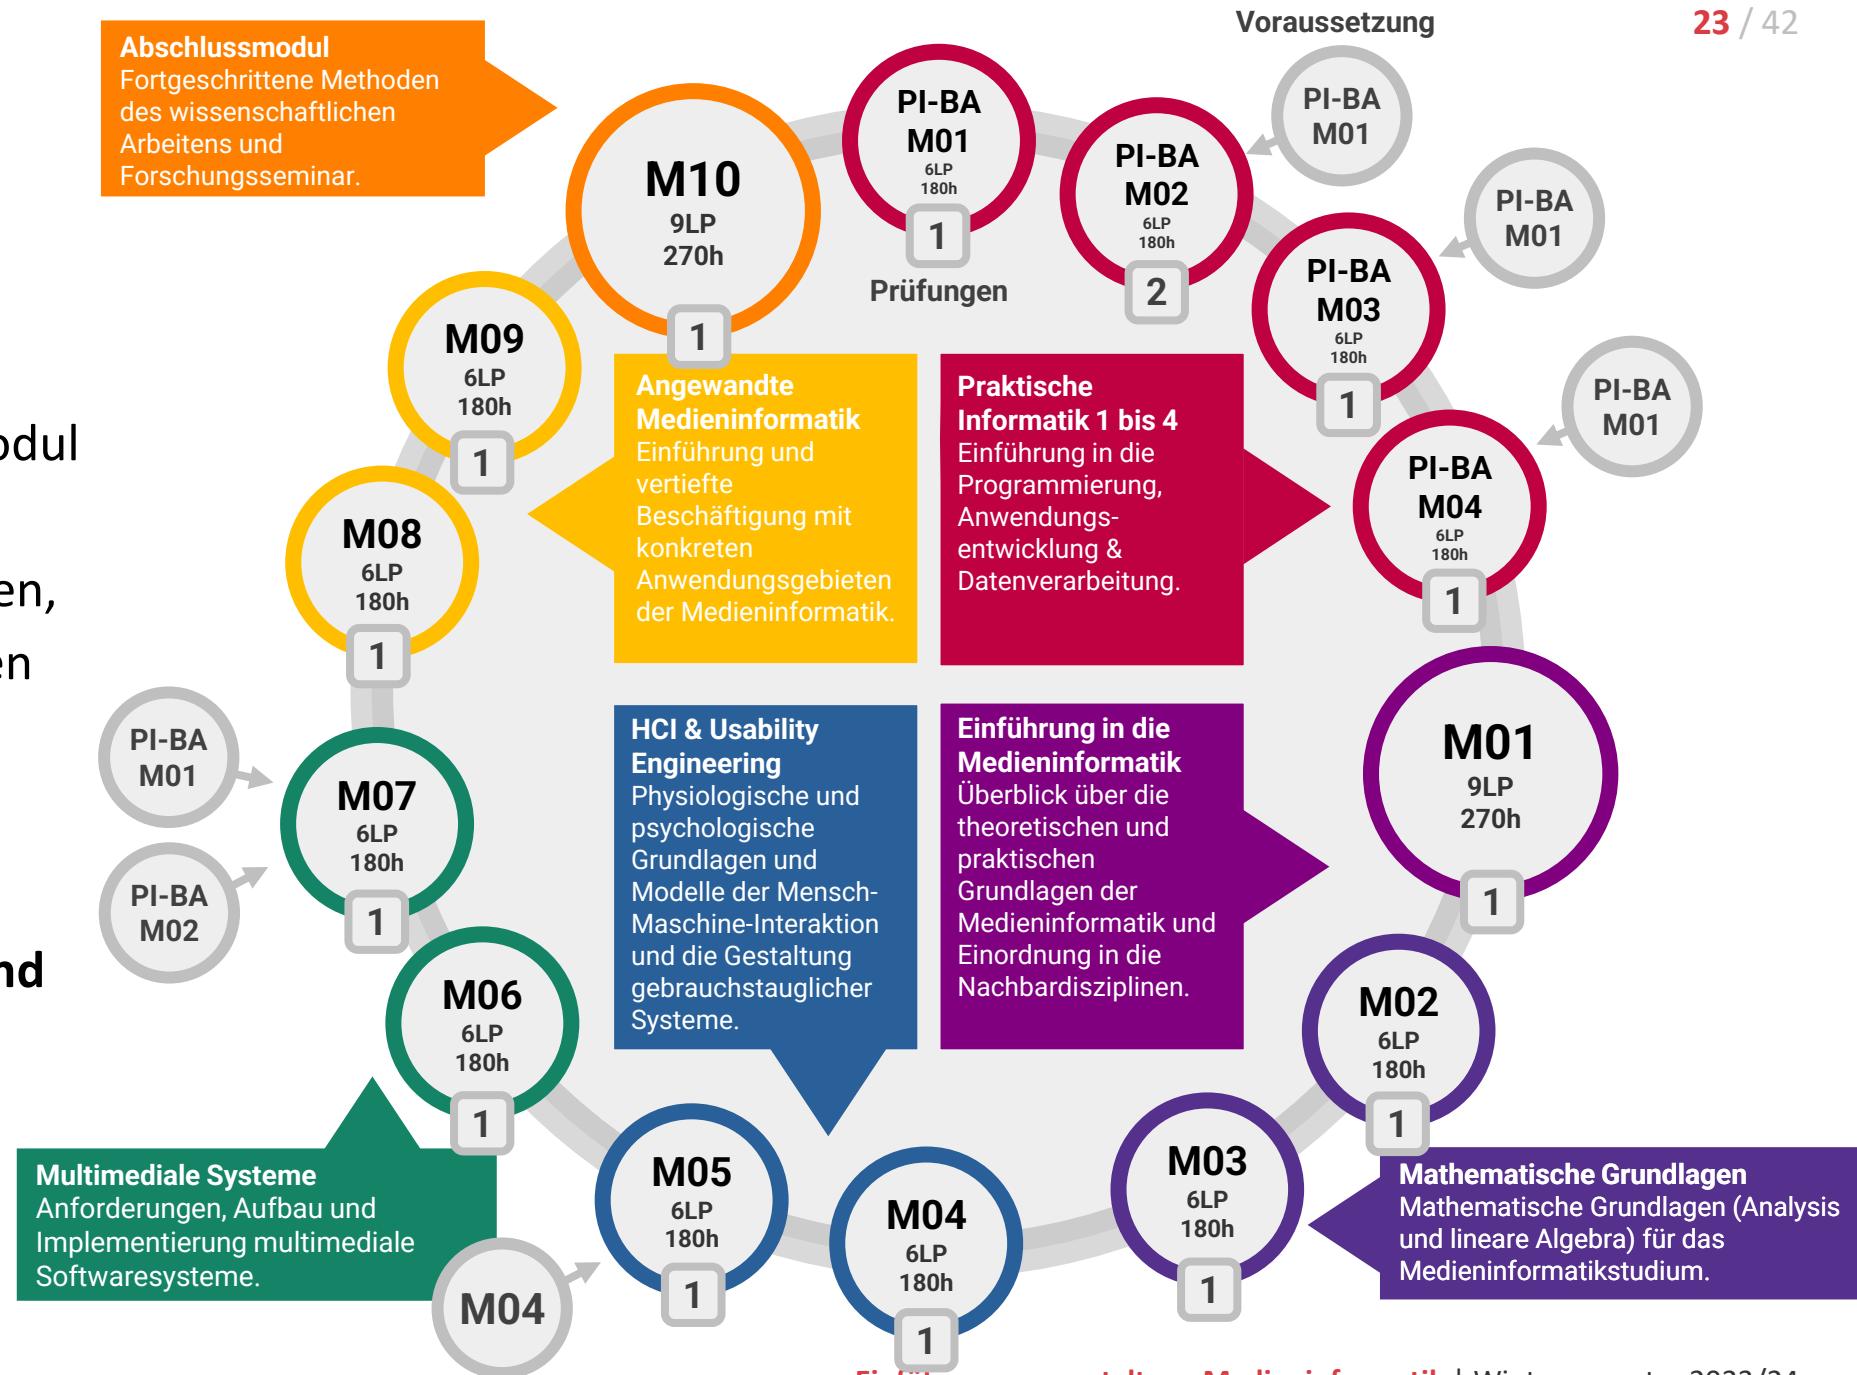 Voraussetzung
23 / 42
Abschlussmodul
Fortgeschrittene Methoden
des wissenschaftlichen
Arbeitens und
Forschungsseminar.
M10
9LP
270h
1
PI-BA
M01
6LP
180h
1
Prüfungen
PI-BA
M02
6LP
180h
2
PI-BA
M01
PI-BA
M03
6LP
180h
1
PI-BA
M01
PI-BA
M04
6LP
180h
1
PI-BA
M01
M09
6LP
180h
1
M08
6LP
180h
1
Angewandte
Medieninformatik
Einführung und
vertiefte
Beschäftigung mit
konkreten
Anwendungsgebieten
der Medieninformatik.
Praktische
Informatik 1 bis 4
Einführung in die
Programmierung,
Anwendungs-
entwicklung &
Datenverarbeitung.
odul
en,
en
nd
PI-BA
M01
PI-BA
M02
M07
6LP
180h
1
HCI & Usability
Engineering
Physiologische und
psychologische
Grundlagen und
Modelle der Mensch-
Maschine-Interaktion
und die Gestaltung
gebrauchstauglicher
Systeme.
Einführung in die
Medieninformatik
Überblick über die
theoretischen und
praktischen
Grundlagen der
Medieninformatik und
Einordnung in die
Nachbardisziplinen.
M01
9LP
270h
1
M06
6LP
180h
1
M02
6LP
180h
1
Multimediale Systeme
Anforderungen, Aufbau und
Implementierung multimediale
Softwaresysteme.
M04
M05
6LP
180h
1
M04
6LP
180h
1
M03
6LP
180h
1
Mathematische Grundlagen
Mathematische Grundlagen (Analysis
und lineare Algebra) für das
Medieninformatikstudium.